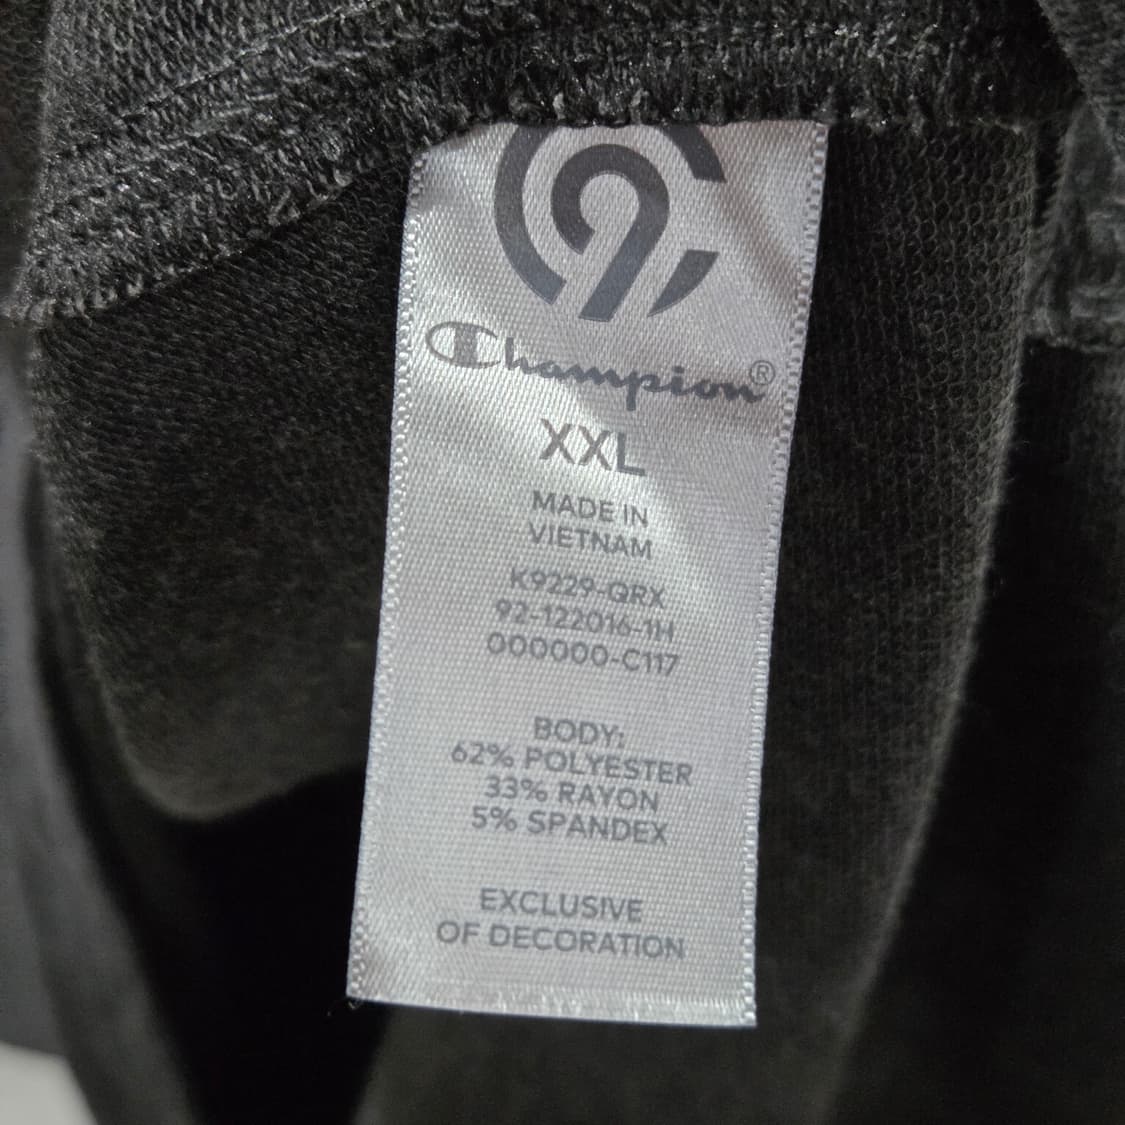 C9
Champion®
XXL
MADE IN
VIETNAM
K9229-QRX
92-122016-1H
000000-C117
BODY:
62% POLYESTER
33% RAYON
5% SPANDEX
EXCLUSIVE
OF DECORATION